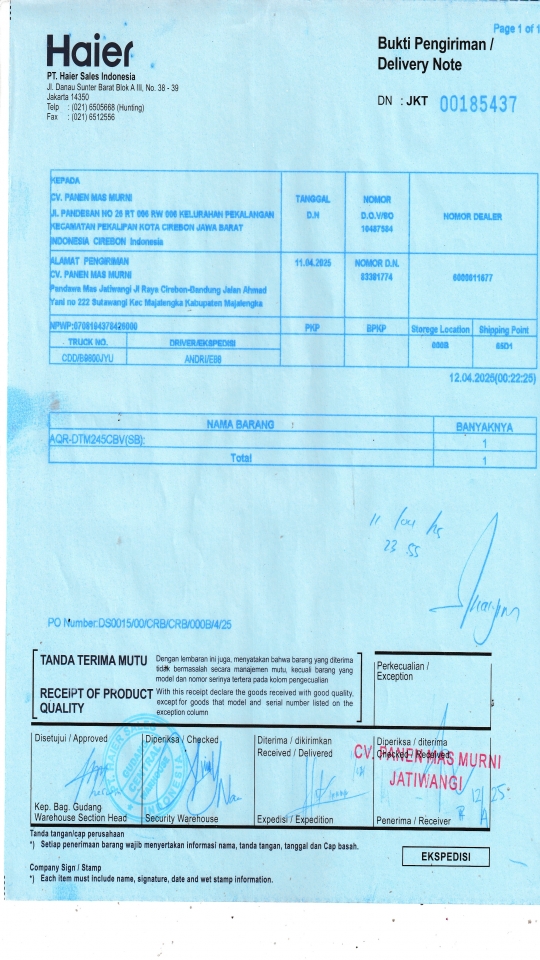 Page 1 of 1
Haier
Bukti Pengiriman /
Delivery Note
PT. Haier Sales Indonesia
Jl. Danau Sunter Barat Blok A III, No. 38 - 39
Jakarta 14350
Telp : (021) 6505668 (Hunting)
Fax : (021) 6512556
DN : JKT 00185437
KEPADA
CV. PANEN MAS MURNI
JL. PANDESAN NO 25 RT 006 RW 006 KELURAHAN PEKALANGAN
KECAMATAN PEKALIPAN KOTA CIREBON JAWA BARAT
INDONESIA CIREBON Indonesia
TANGGAL
D.N
NOMOR
D.O.V/SO
NOMOR DEALER
ALAMAT PENGIRIMAN
CV. PANEN MAS MURNI
Pandawa Mas Jatiwangi Jl Raya Cirebon-Bandung Jalan Ahmad
Yani no 222 Sutawangi Kec Majalengka Kabupaten Majalengka
11.04.2025
NOMOR D.N.
83381774
6000011677
PKP
BPKP
Storege Location
Shipping Point
TRUCK NO.
DRIVER/EKSPEDISI
CDD/B9800JYU
ANDRI/E86
000B
12.04.2025(00:22:25)
NAMA BARANG
BANYAKNYA
AQR-DTM245CBV(SB):
1
Total
1
23 55
PO Number:DS0015/00/CRB/CRB/000B/4/25
TANDA TERIMA MUTU
Dengan lembaran ini juga, menyatakan bahwa barang yang diterima
tidak bermasalah secara manajemen mutu, kecuali barang yang
model dan nomor serinya tertera pada kolom pengecualian
RECEIPT OF PRODUCT
QUALITY
With this receipt declare the goods received with good quality,
except for goods that model and serial number listed on the
exception column
Perkecualian /
Exception
Disetujui / Approved
Diperiksa / Checked
Diterima / dikirimkan
Received / Delivered
Diperiksa / diterima
Checked / Received
CV. PANEN MAS MURNI
JATIWANGI
Kep. Bag. Gudang
Warehouse Section Head
Security Warehouse
Expedisi / Expedition
Penerima / Receiver
Tanda tangan/cap perusahaan
*) Setiap penerimaan barang wajib menyertakan informasi nama, tanda tangan, tanggal dan Cap basah.
EKSPEDISI
Company Sign / Stamp
*) Each item must include name, signature, date and wet stamp information.